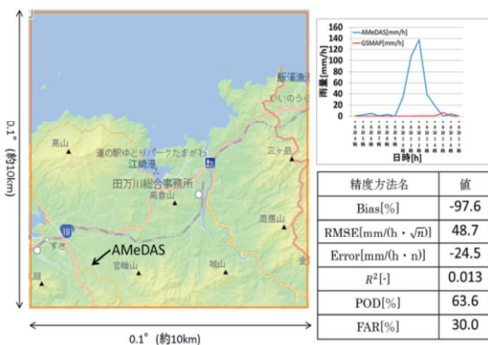 0.1° (約10km)
飯浦漁港
いいのうら
高山
道の駅ゆとりパークたまがわ
江崎港
三ヶ岳
田万川総合事務所
高倉山
191
すさ
AMeDAS
城山
0.1° (約10km)
雨量[mm/h]
160
140
120
100
80
60
40
20
0
AMeDAS[mm/h]
GSMAP[mm/h]
日時[h]
精度方法名 値
Bias[%] -97.6
RMSE[mm/(h・√n)] 48.7
Error[mm/(h・n)] -24.5
R²[-] 0.013
POD[%] 63.6
FAR[%] 30.0